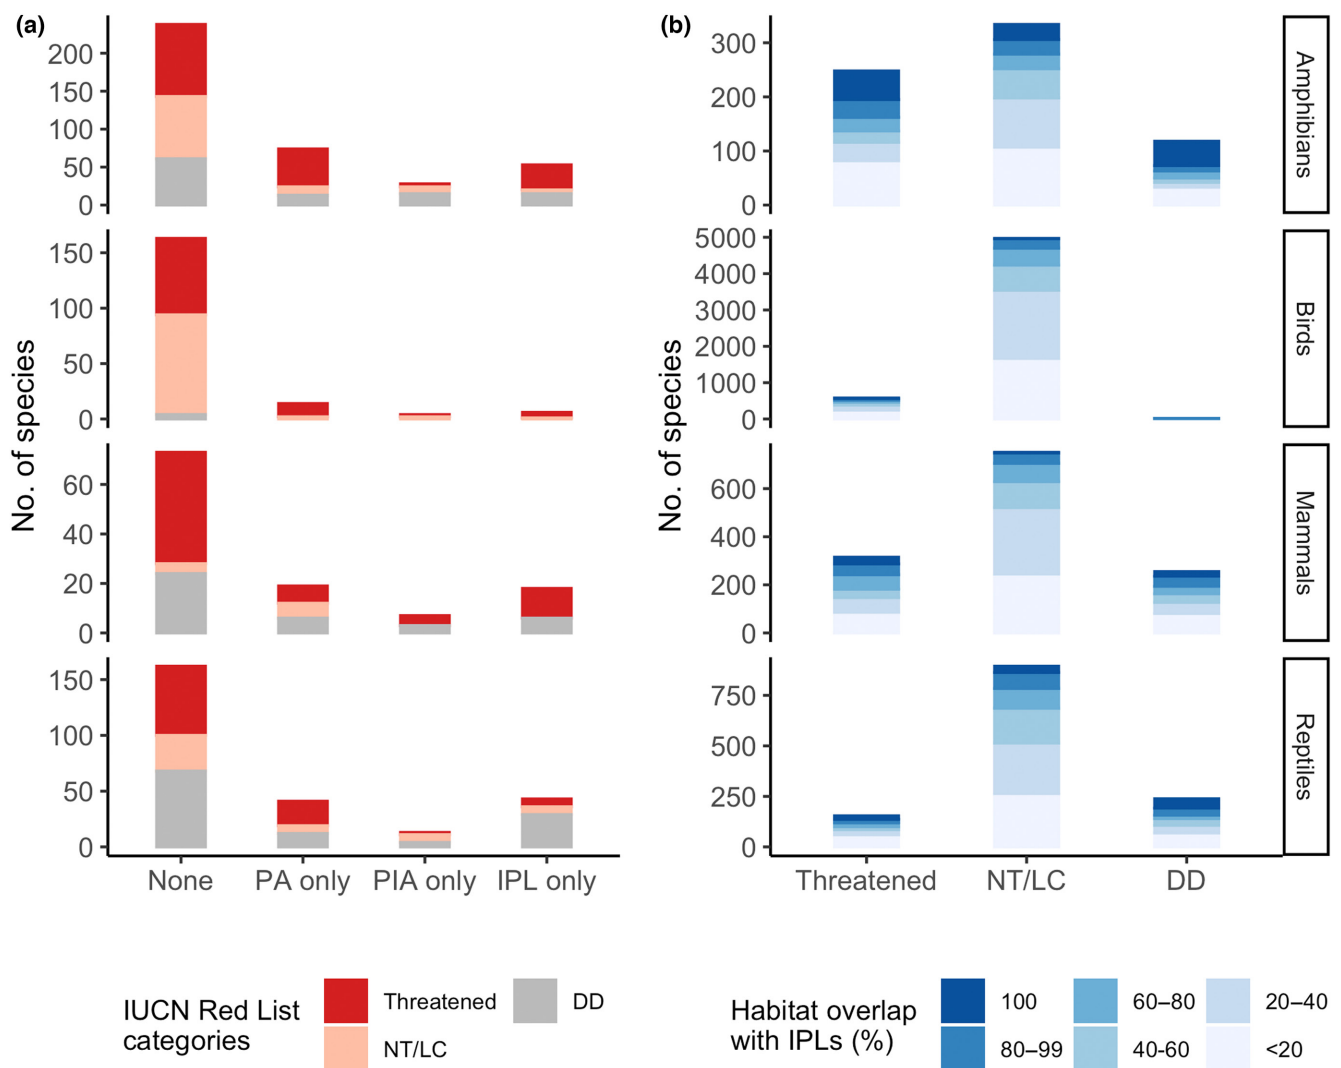 (a)
No. of species
200
150
100
50
0
150
100
50
0
60
40
20
0
150
100
50
0
None PA only PIA only IPL only
IUCN Red List
categories
Threatened
DD
NT/LC
(b)
No. of species
300
200
100
0
Amphibians
5000
4000
3000
2000
1000
0
Birds
600
400
200
0
Mammals
750
500
250
0
Reptiles
Threatened NT/LC DD
Habitat overlap
with IPLs (%)
100
60–80
20–40
80–99
40-60
<20